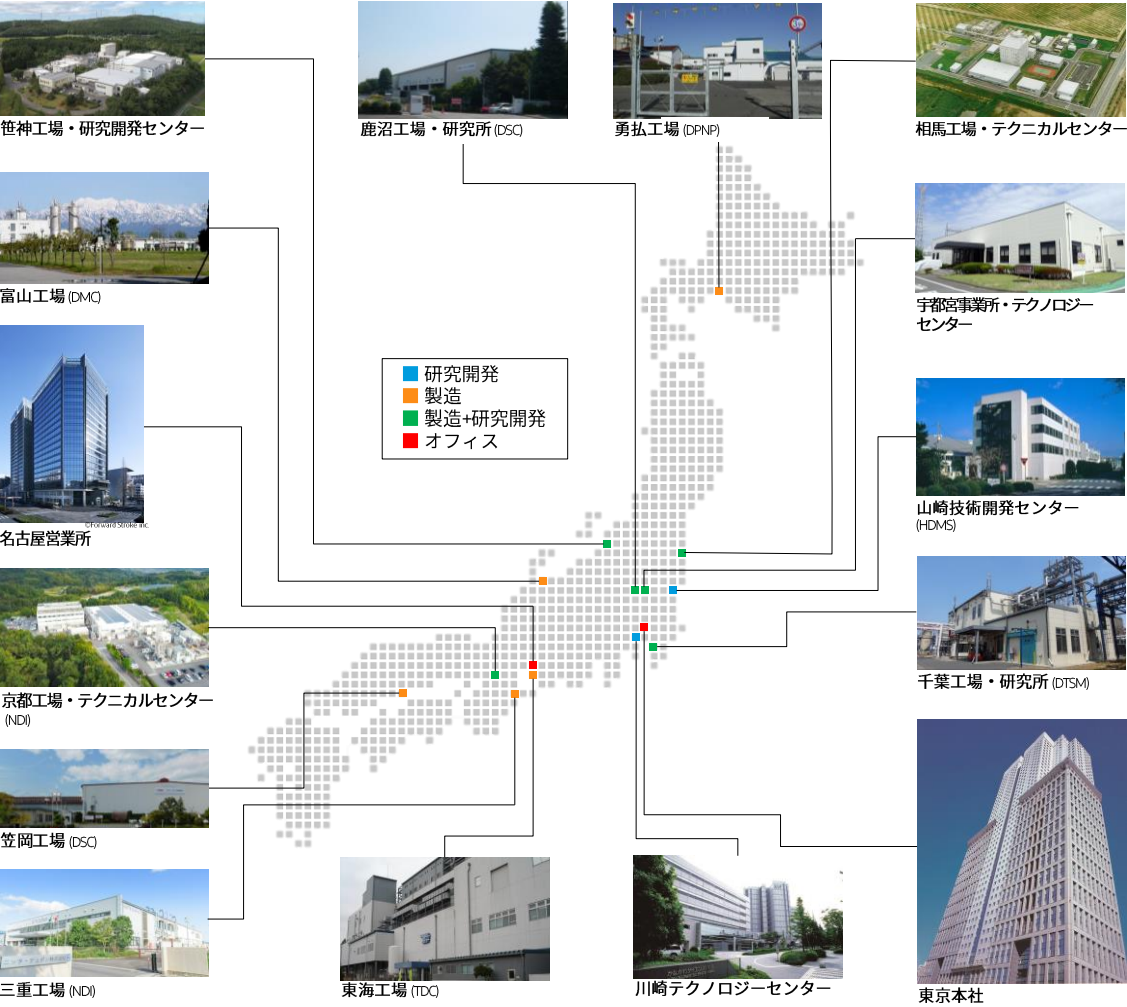 笹神工場・研究開発センター
鹿沼工場・研究所 (DSC)
勇払工場 (DPNP)
相馬工場・テクニカルセンター
富山工場 (DMC)
宇都宮事業所・テクノロジー
センター
研究開発
製造
製造+研究開発
オフィス
©Forward Stroke inc.
名古屋営業所
山崎技術開発センター
(HDMS)
京都工場・テクニカルセンター
(NDI)
千葉工場・研究所 (DTSM)
笠岡工場 (DSC)
三重工場 (NDI)
東海工場 (TDC)
川崎テクノロジーセンター
東京本社